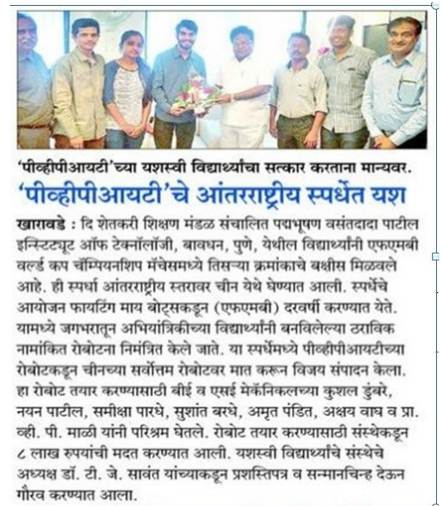 'पीव्हीपीआयटी'च्या यशस्वी विद्यार्थ्यांचा सत्कार करताना मान्यवर.
'पीव्हीपीआयटी'चे आंतरराष्ट्रीय स्पर्धेत यश
खारावडे : दि शेतकरी शिक्षण मंडळ संचालित पद्मभूषण वसंतदादा पाटील
इन्स्टिट्यूट ऑफ टेक्नॉलॉजी, बावधन, पुणे, येथील विद्यार्थ्यांनी एफएमबी
वर्ल्ड कप चॅम्पियनशिप मॅचेसमध्ये तिसऱ्या क्रमांकाचे बक्षीस मिळवले
आहे. ही स्पर्धा आंतरराष्ट्रीय स्तरावर चीन येथे घेण्यात आली. स्पर्धेचे
आयोजन फायटिंग माय बोट्सकडून (एफएमबी) दरवर्षी करण्यात येते.
यामध्ये जगभरातून अभियांत्रिकीच्या विद्यार्थ्यांनी बनविलेल्या ठराविक
नामांकित रोबोटना निमंत्रित केले जाते. या स्पर्धेमध्ये पीव्हीपीआयटीच्या
रोबोटकडून चीनच्या सर्वोत्तम रोबोटवर मात करून विजय संपादन केला.
हा रोबोट तयार करण्यासाठी बीई व एसई मेकॅनिकलच्या कुशल डुंबरे,
नयन पाटील, समीक्षा पारधे, सुशांत बरधे, अमृत पंडित, अक्षय वाघ व प्रा.
व्ही. पी. माळी यांनी परिश्रम घेतले. रोबोट तयार करण्यासाठी संस्थेकडून
८ लाख रुपयांची मदत करण्यात आली. यशस्वी विद्यार्थ्यांचे संस्थेचे
अध्यक्ष डॉ. टी. जे. सावंत यांच्याकडून प्रशस्तिपत्र व सन्मानचिन्ह देऊन
गौरव करण्यात आला.